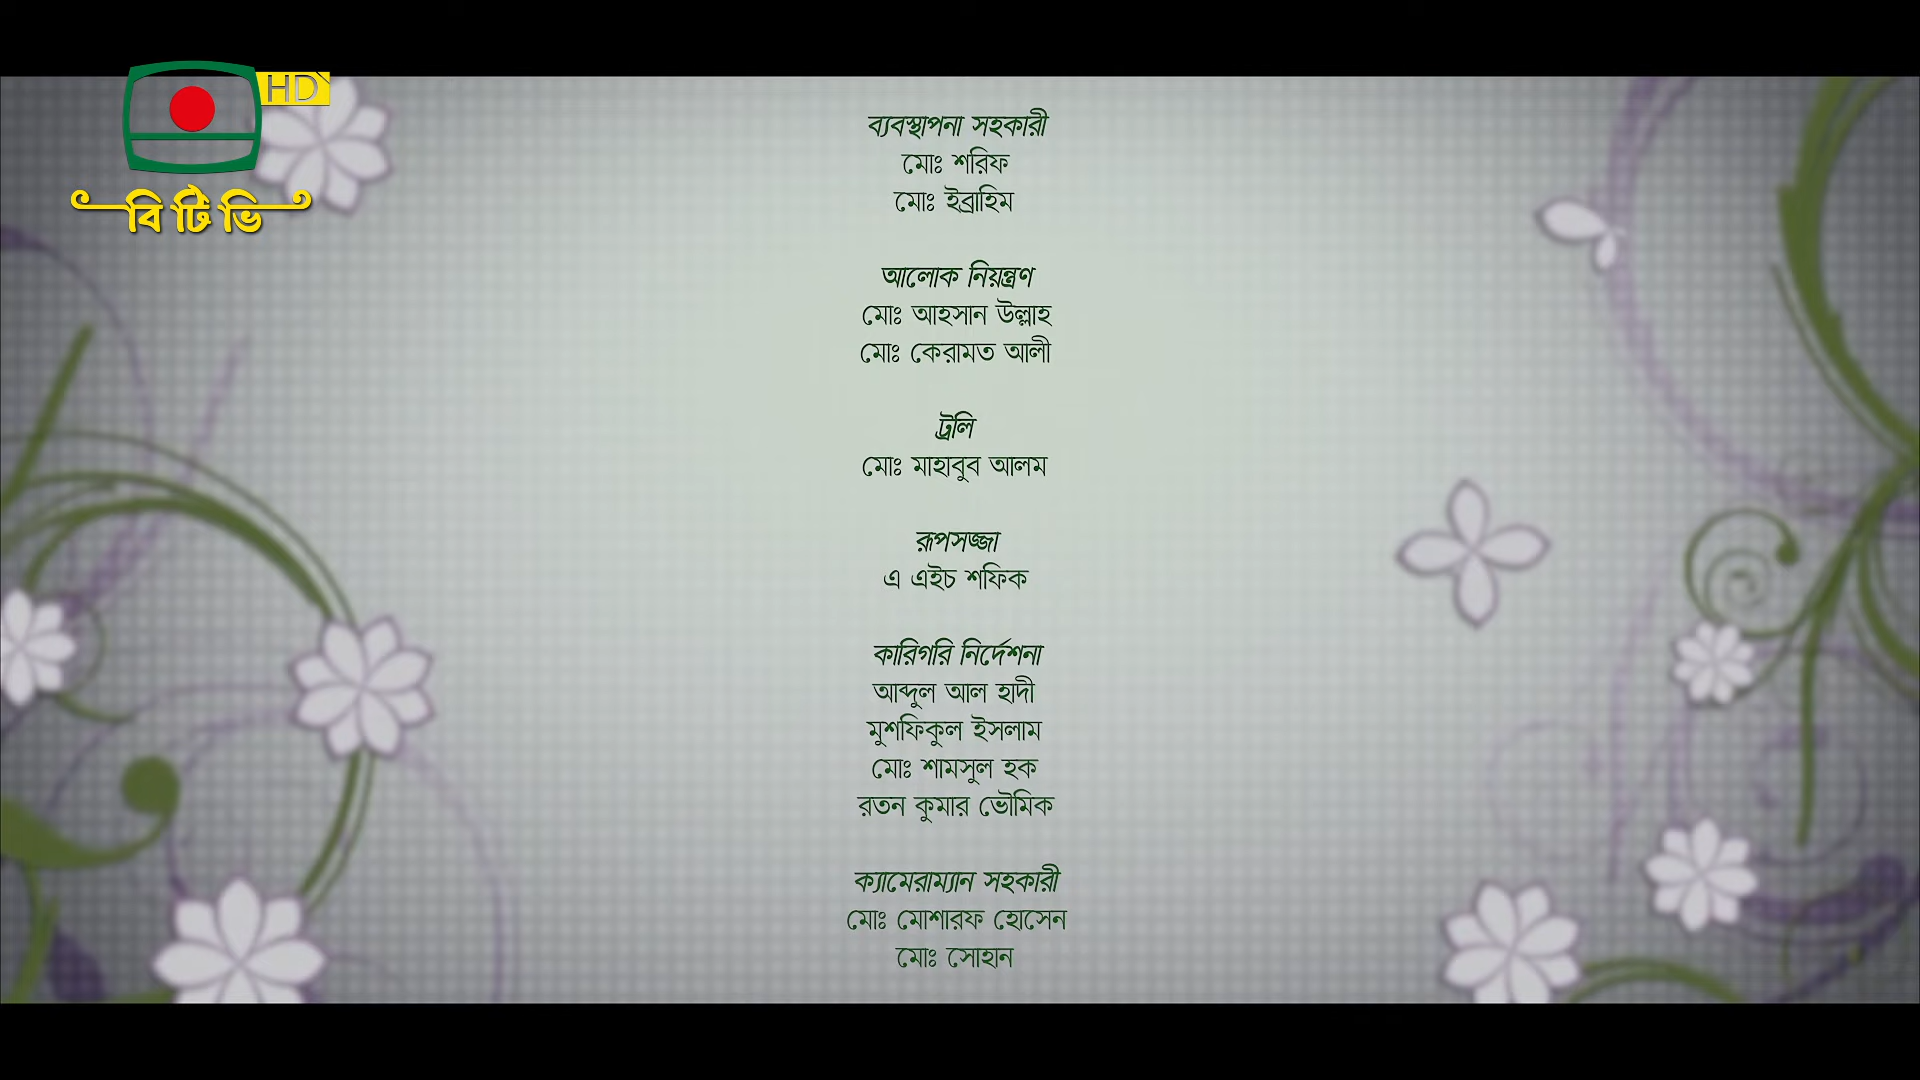 HD
বিটিভি
ব্যবস্থাপনা সহকারী
মোঃ শরিফ
মোঃ ইব্রাহিম
আলোক নিয়ন্ত্রণ
মোঃ আহসান উল্লাহ
মোঃ কেরামত আলী
ট্রলি
মোঃ মাহাবুব আলম
রূপসজ্জা
এ এইচ শফিক
কারিগরি নির্দেশনা
আব্দুল আল হাদী
মুশফিকুল ইসলাম
মোঃ শামসুল হক
রতন কুমার ভৌমিক
ক্যামেরাম্যান সহকারী
মোঃ মোশারফ হোসেন
মোঃ সোহান